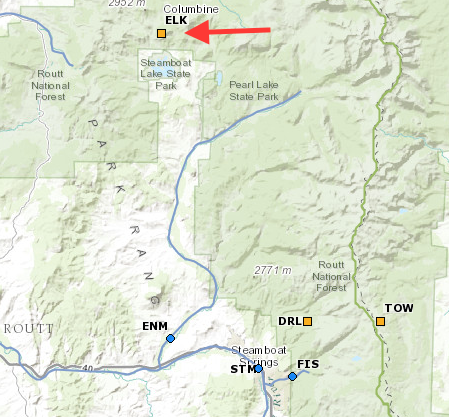 2952 m
Columbine
ELK
Steamboat
Lake State
Park
Routt
National
Forest
Pearl Lake
State Park
PARK RANGE
2771 m
Routt
National
Forest
DRL
TOW
ENM
ROUTT
40
Steamboat
Springs
STM
FIS